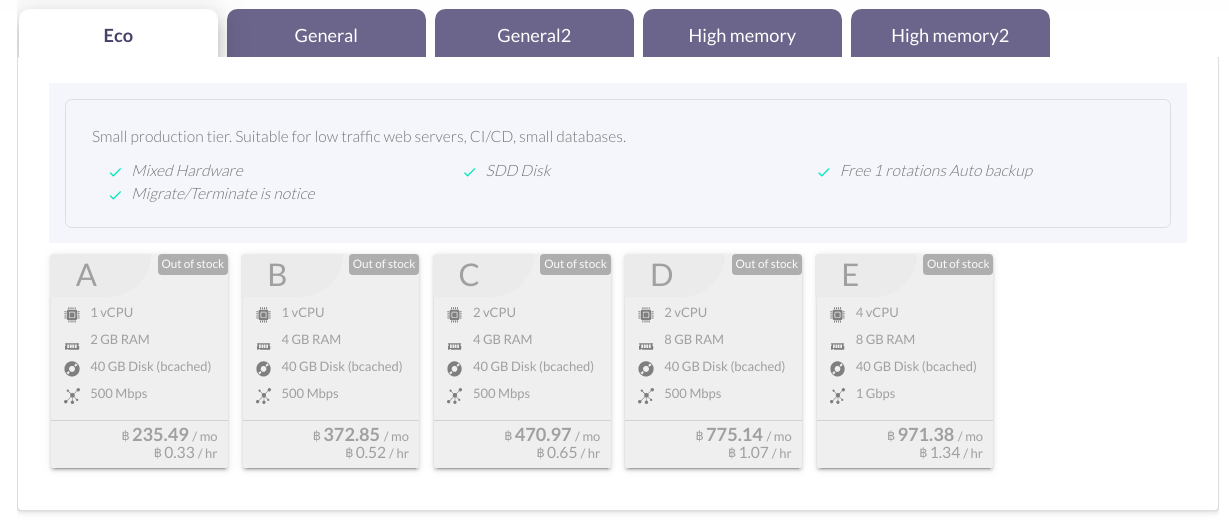 Eco
General
General2
High memory
High memory2
Small production tier. Suitable for low traffic web servers, CI/CD, small databases.
Mixed Hardware
SDD Disk
Free 1 rotations Auto backup
Migrate/Terminate is notice
A
Out of stock
1 vCPU
2 GB RAM
40 GB Disk (bcached)
500 Mbps
฿ 235.49 / mo
฿ 0.33 / hr
B
Out of stock
1 vCPU
4 GB RAM
40 GB Disk (bcached)
500 Mbps
฿ 372.85 / mo
฿ 0.52 / hr
C
Out of stock
2 vCPU
4 GB RAM
40 GB Disk (bcached)
500 Mbps
฿ 470.97 / mo
฿ 0.65 / hr
D
Out of stock
2 vCPU
8 GB RAM
40 GB Disk (bcached)
500 Mbps
฿ 775.14 / mo
฿ 1.07 / hr
E
Out of stock
4 vCPU
8 GB RAM
40 GB Disk (bcached)
1 Gbps
฿ 971.38 / mo
฿ 1.34 / hr